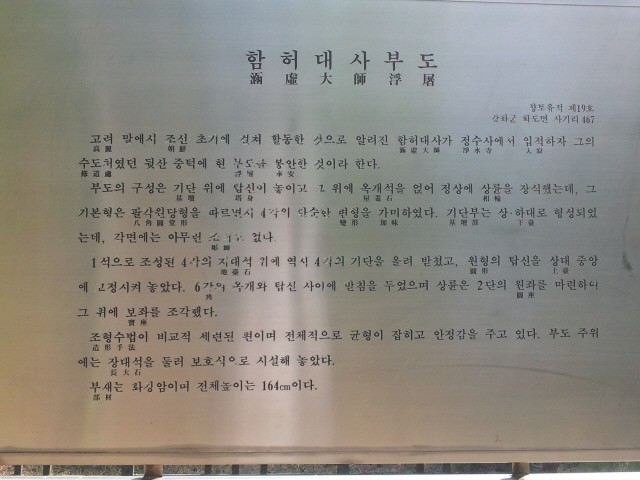 함허대사부도
涵虛大師浮屠
향토유적 제19호
강화군 화도면 사기리 467
고려 말에서 조선 초기에 걸쳐 활동한 것으로 알려진 함허대사가 정수사에서 입적하자 그의
高麗 朝鮮 涵虛大師 淨水寺 入寂
수도처였던 뒷산 중턱에 현 부도를 봉안한 것이라 한다.
修道處 浮屠 奉安
부도의 구성은 기단 위에 탑신이 놓이고 그 위에 옥개석을 얹어 정상에 상륜을 장식했는데, 그
基壇 塔身 屋蓋石 相輪
기본형은 팔각원당형을 따르면서 4각의 단순한 변형을 가미하였다. 기단부는 상·하대로 형성되었
八角圓堂形 變形 加味 基壇部 下臺
는데, 각면에는 아무런 없다.
彫飾
1석으로 조성된 4각의 지대석 위에 역시 4각의 기단을 올려 받쳤고, 원형의 탑신을 상대 중앙
地臺石 圓形 上臺
에 고정시켜 놓았다. 6각의 옥개와 탑신 사이에 받침을 두었으며 상륜은 2단의 원좌를 마련하여
角 圓座
그 위에 보좌를 조각했다.
寶座
조형수법이 비교적 세련된 편이며 전체적으로 균형이 잡히고 안정감을 주고 있다. 부도 주위
造形手法
에는 장대석을 둘러 보호식으로 시설해 놓았다.
長大石
부재는 화강암이며 전체높이는 164cm이다.
部材